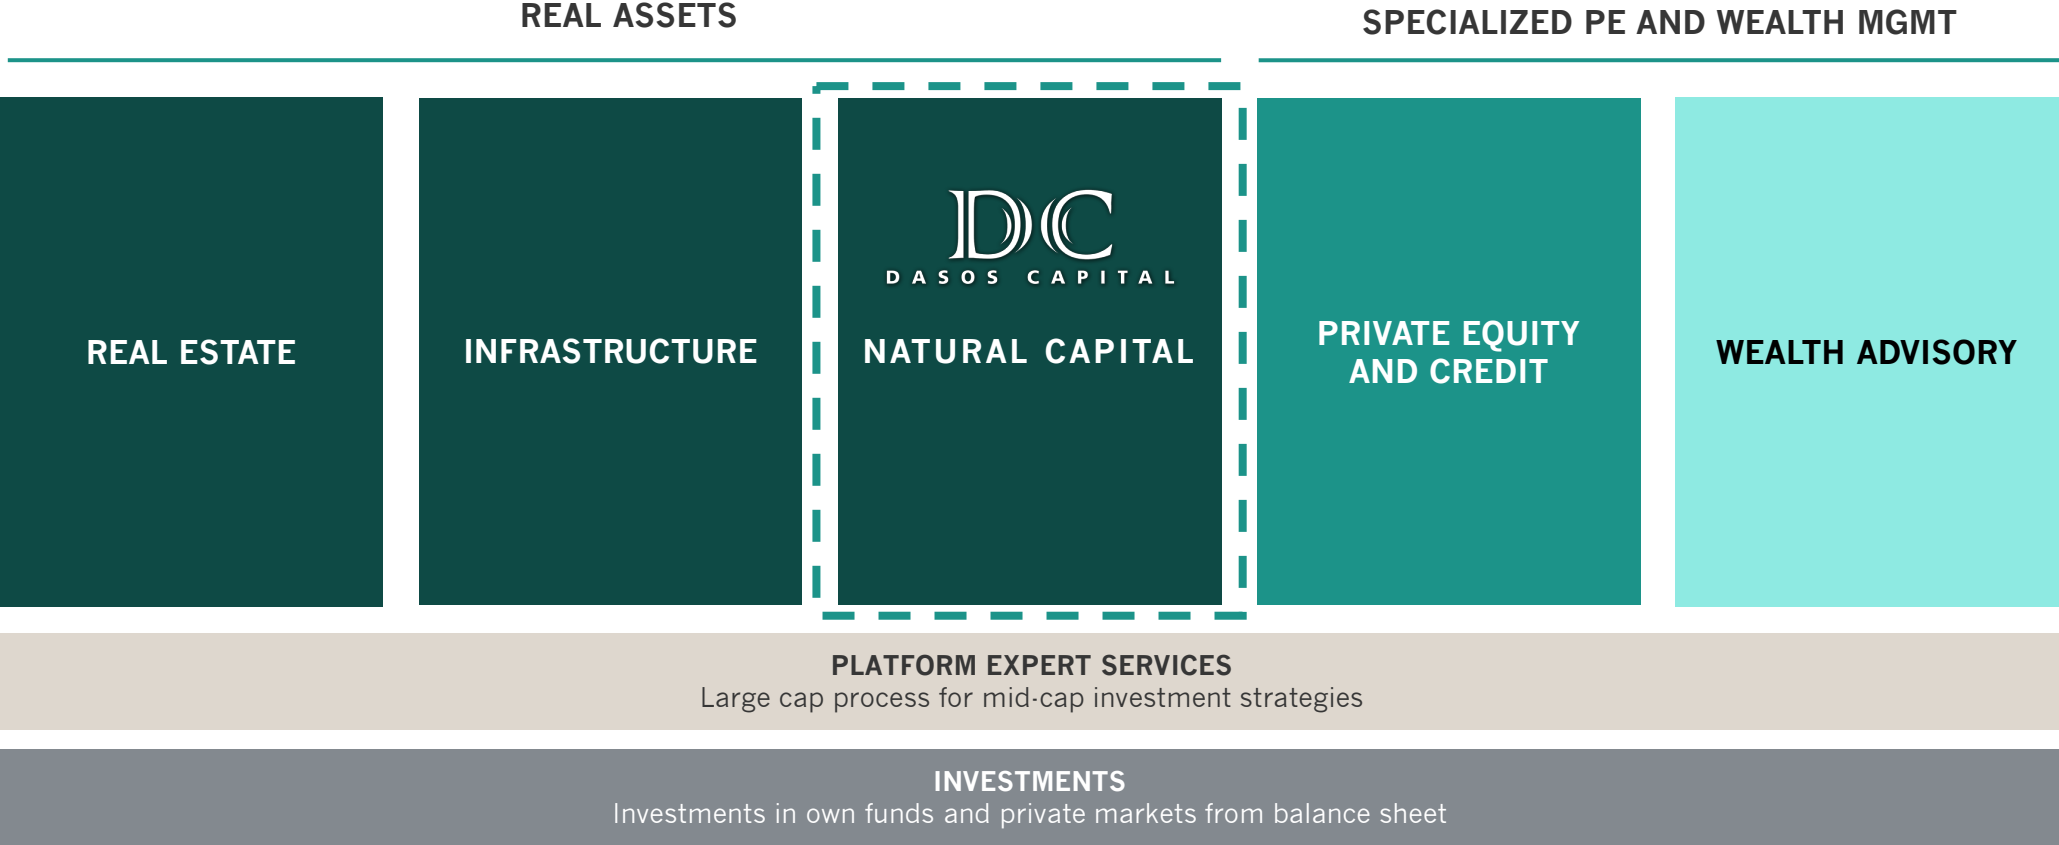 REAL ASSETS
SPECIALIZED PE AND WEALTH MGMT
REAL ESTATE
INFRASTRUCTURE
DC
DASOS CAPITAL
NATURAL CAPITAL
PRIVATE EQUITY
AND CREDIT
WEALTH ADVISORY
PLATFORM EXPERT SERVICES
Large cap process for mid-cap investment strategies
INVESTMENTS
Investments in own funds and private markets from balance sheet